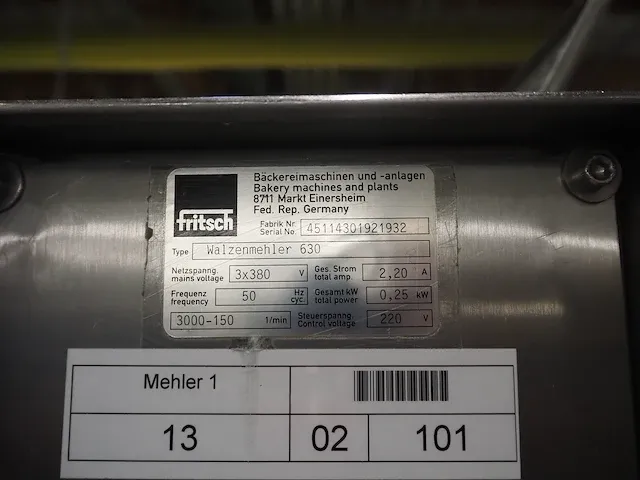 fritsch
Bäckereimaschinen und -anlagen
Bakery machines and plants
8711 Markt Einersheim
Fed. Rep. Germany
Fabrik Nr. Serial No. 45114301921932
Type Walzenmehler 630
Netzspanng. mains voltage 3x380 V Ges. Strom total amp. 2,20 A
Frequenz frequency 50 Hz cyc. Gesamt kW total power 0,25 kW
3000-150 1/min Steuerspanng. Control voltage 220 V
Mehler 1
13 02 101